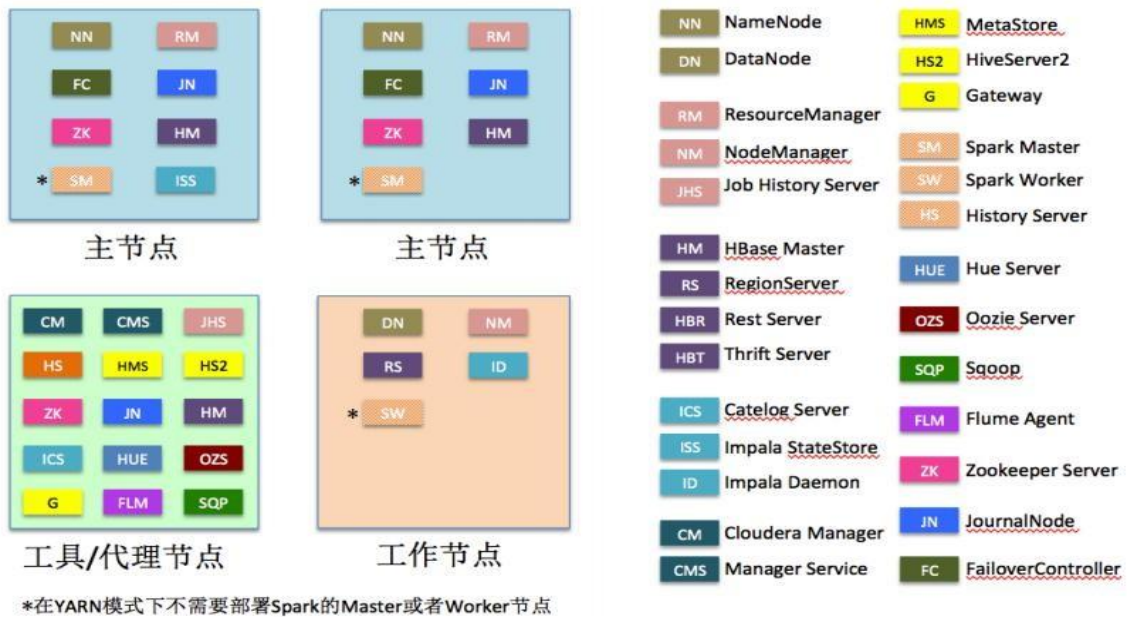 NN RM
FC JN
ZK HM
* SM ISS
主节点
NN RM
FC JN
ZK HM
* SM
主节点
CM CMS JHS
HS HMS HS2
ZK JN HM
ICS HUE OZS
G FLM SQP
工具/代理节点
DN NM
RS ID
* SW
工作节点
*在YARN模式下不需要部署Spark的Master或者Worker节点
NN NameNode
DN DataNode
RM ResourceManager
NM NodeManager
JHS Job History Server
HM HBase Master
RS RegionServer
HBR Rest Server
HBT Thrift Server
ICS Catelog Server
ISS Impala StateStore
ID Impala Daemon
CM Cloudera Manager
CMS Manager Service
HMS MetaStore
HS2 HiveServer2
G Gateway
SM Spark Master
SW Spark Worker
HS History Server
HUE Hue Server
OZS Oozie Server
SQP Sqoop
FLM Flume Agent
ZK Zookeeper Server
JN JournalNode
FC FailoverController